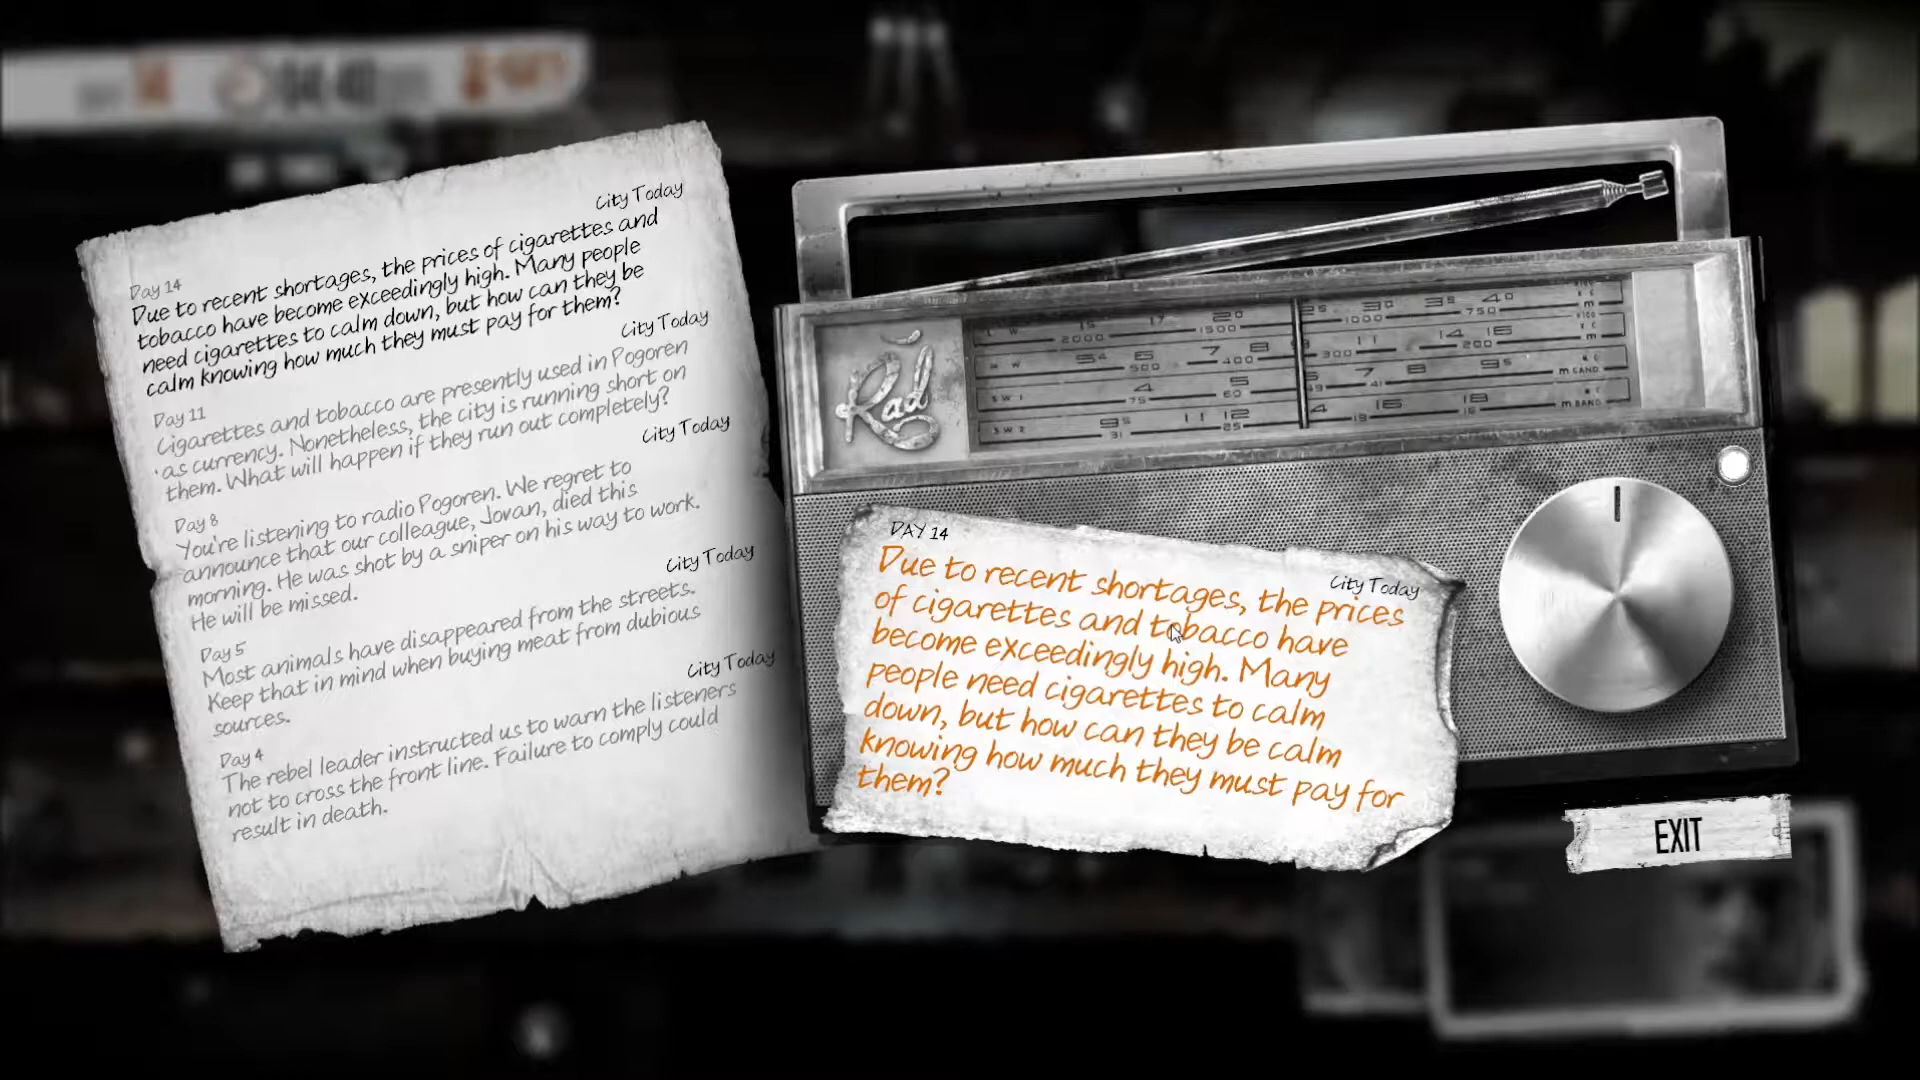 City Today
Day 14
Due to recent shortages, the prices of cigarettes and
tobacco have become exceedingly high. Many people
need cigarettes to calm down, but how can they be
calm knowing how much they must pay for them?
City Today
Day 11
Cigarettes and tobacco are presently used in Pogoren
as currency. Nonetheless, the city is running short on
them. What will happen if they run out completely?
City Today
Day 8
You're listening to radio Pogoren. We regret to
announce that our colleague, Jovan, died this
morning. He was shot by a sniper on his way to work.
He will be missed.
City Today
Day 5
Most animals have disappeared from the streets.
Keep that in mind when buying meat from dubious
sources.
City Today
Day 4
The rebel leader instructed us to warn the listeners
not to cross the front line. Failure to comply could
result in death.
Rad
DAY 14
City Today
Due to recent shortages, the prices
of cigarettes and tobacco have
become exceedingly high. Many
people need cigarettes to calm
down, but how can they be calm
knowing how much they must pay for
them?
EXIT